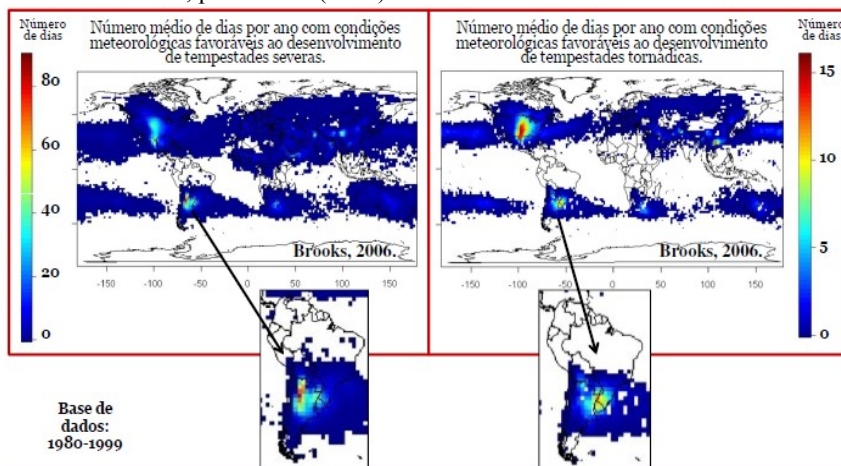 Número
de dias
Número médio de dias por ano com condições
meteorológicas favoráveis ao desenvolvimento
de tempestades severas.
80
60
40
20
0
Brooks, 2006.
-150
-100
-50
0
50
100
150
Número médio de dias por ano com condições
meteorológicas favoráveis ao desenvolvimento
de tempestades tornádicas.
Número
de dias
15
10
5
0
Brooks, 2006.
-150
-100
-50
0
50
100
150
Base de
dados:
1980-1999